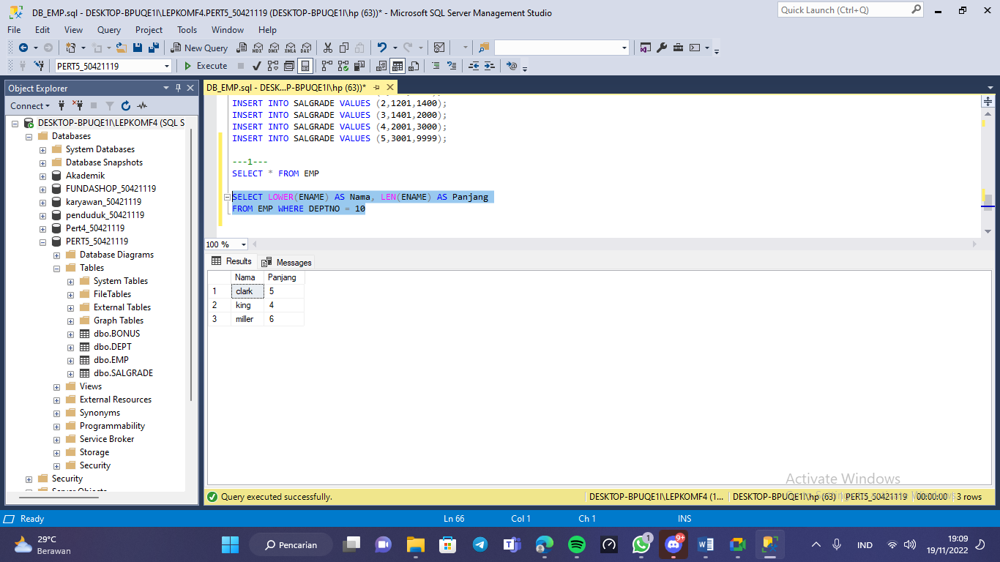 DB_EMP.sql - DESKTOP-BPUQE1I\LEPKOMF4.PERT5_50421119 (DESKTOP-BPUQE1I\hp (63))* - Microsoft SQL Server Management Studio
Quick Launch (Ctrl+Q)
File Edit View Query Project Tools Window Help
New Query MDX DMX XMLA DAX
PERT5_50421119 Execute
Object Explorer
DB_EMP.sql - DESK...P-BPUQE1I\hp (63))*
Connect
DESKTOP-BPUQE1I\LEPKOMF4 (SQL S
Databases
System Databases
Database Snapshots
Akademik
FUNDASHOP_50421119
karyawan_50421119
penduduk_50421119
Pert4_50421119
PERT5_50421119
Database Diagrams
Tables
System Tables
FileTables
External Tables
Graph Tables
dbo.BONUS
dbo.DEPT
dbo.EMP
dbo.SALGRADE
Views
External Resources
Synonyms
Programmability
Service Broker
Storage
Security
Security
Server Objects
INSERT INTO SALGRADE VALUES (2,1201,1400);
INSERT INTO SALGRADE VALUES (3,1401,2000);
INSERT INTO SALGRADE VALUES (4,2001,3000);
INSERT INTO SALGRADE VALUES (5,3001,9999);
---1---
SELECT * FROM EMP
SELECT LOWER(ENAME) AS Nama, LEN(ENAME) AS Panjang
FROM EMP WHERE DEPTNO = 10
100 %
Results Messages
Nama Panjang
1 clark 5
2 king 4
3 miller 6
Activate Windows
Query executed successfully. DESKTOP-BPUQE1I\LEPKOMF4 (1... DESKTOP-BPUQE1I\hp (63) PERT5_50421119 00:00:00 3 rows
Ready Ln 66 Col 1 Ch 1 INS
29°C
Berawan
Pencarian
1
9+
IND
19:09
19/11/2022